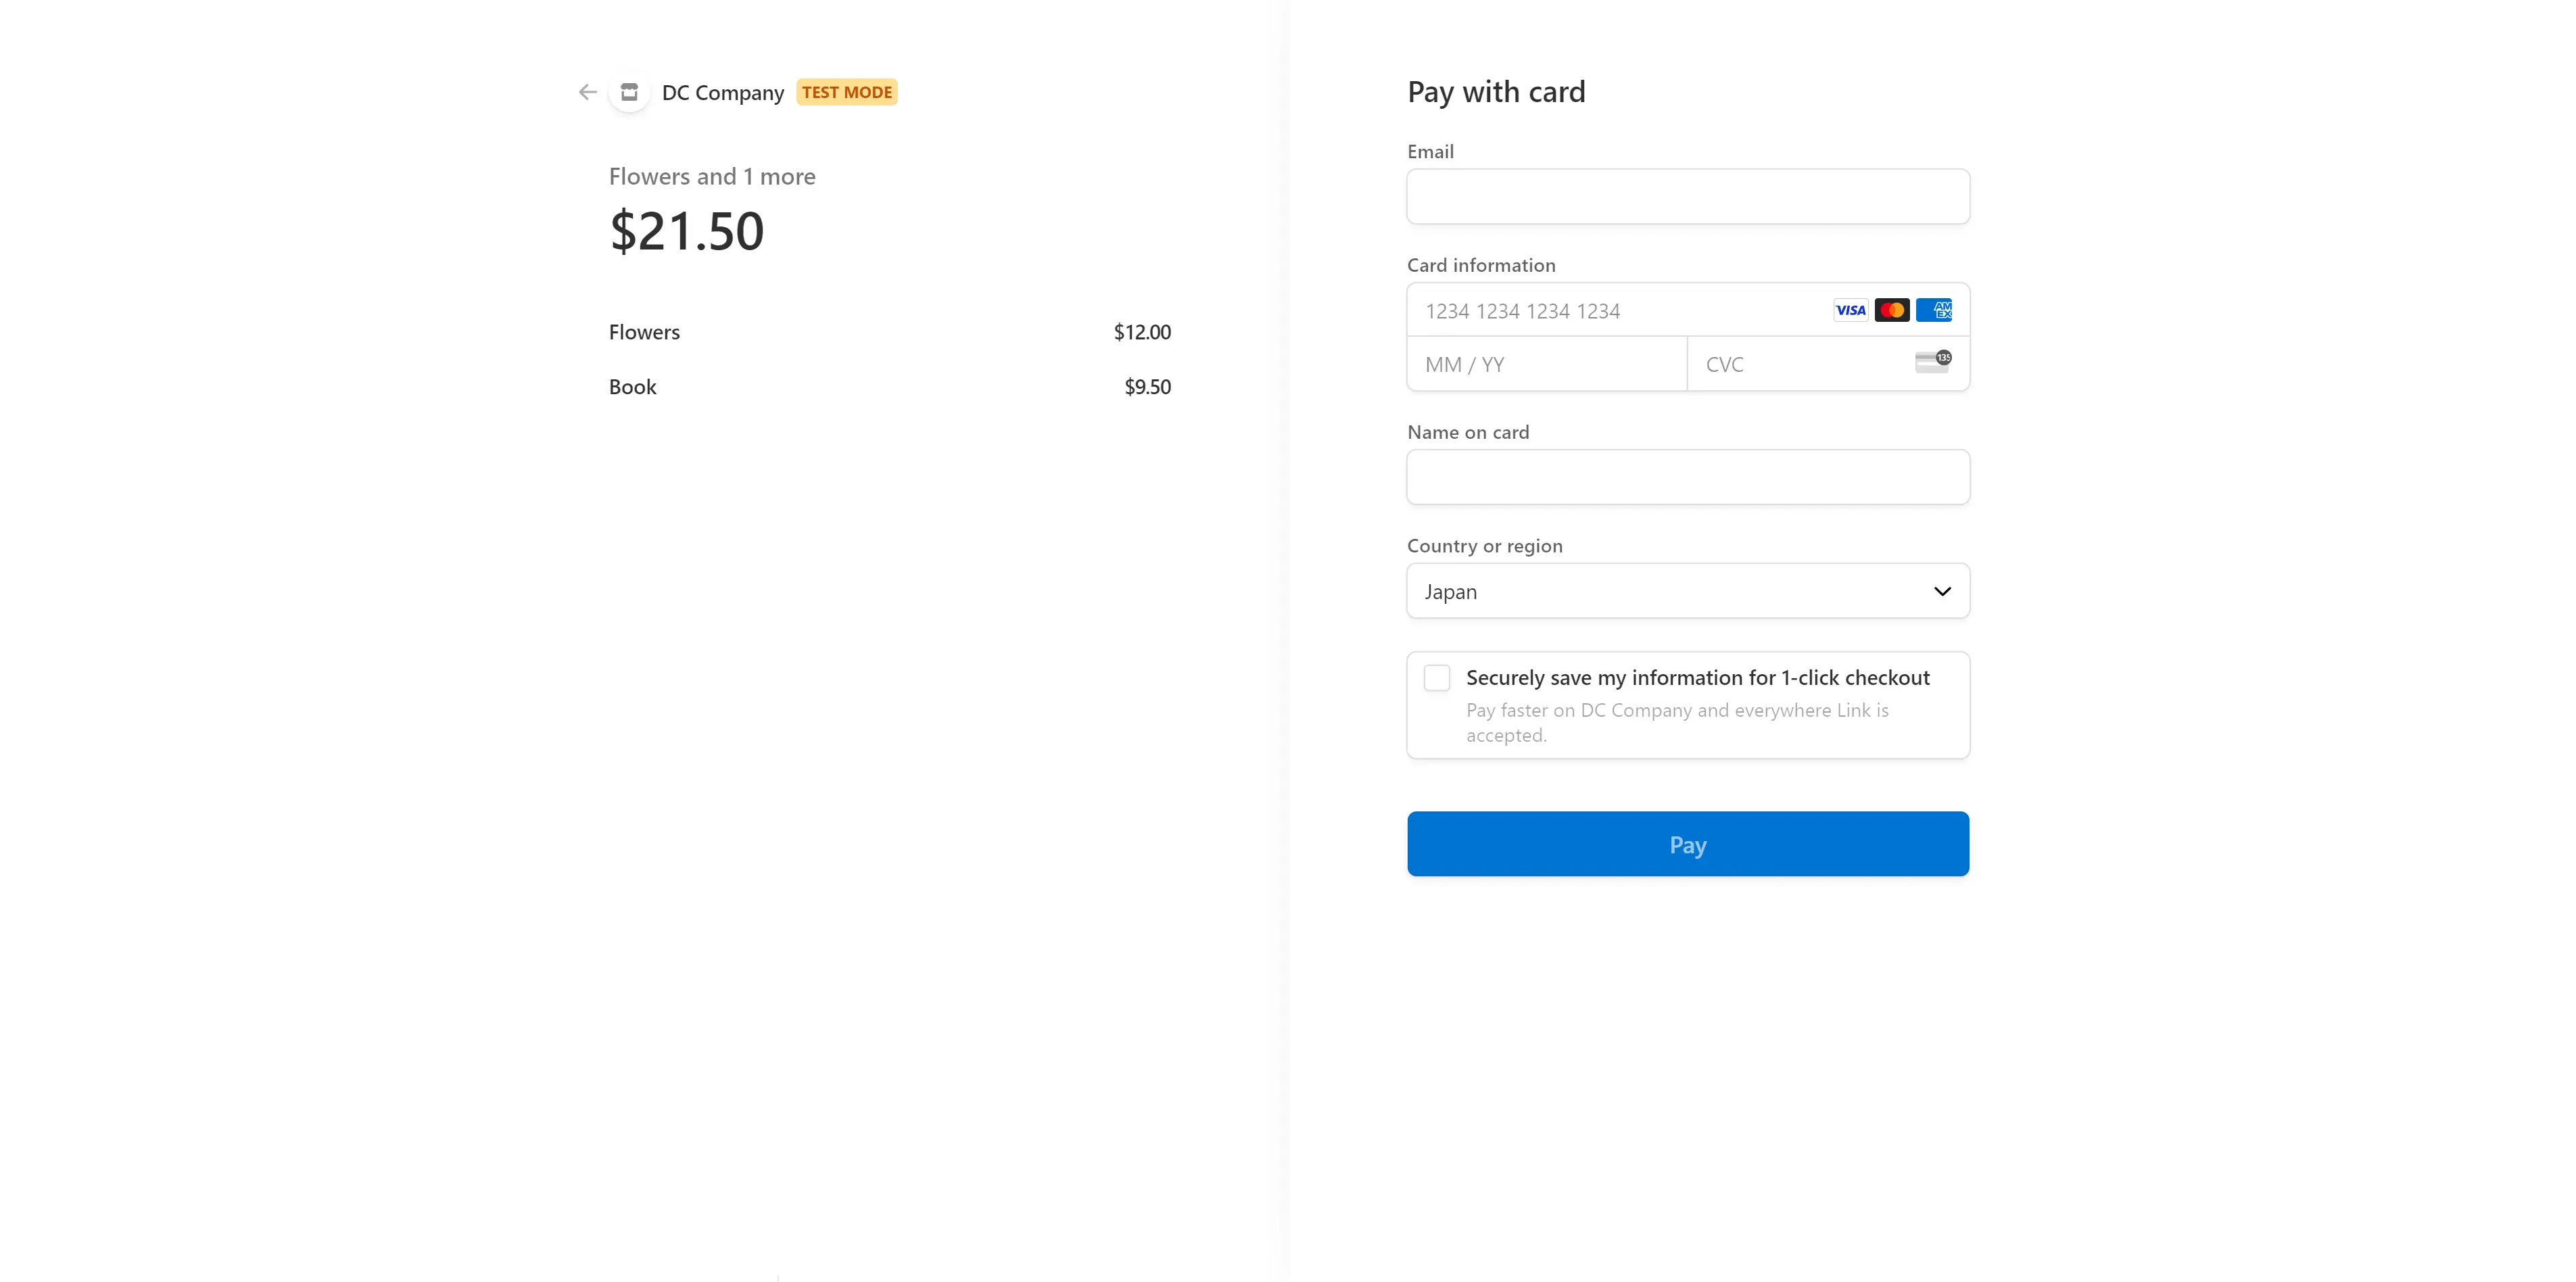 DC Company TEST MODE
Flowers and 1 more
$21.50
Flowers $12.00
Book $9.50
Pay with card
Email
Card information
1234 1234 1234 1234 VISA AMEX
MM / YY CVC 135
Name on card
Country or region
Japan
Securely save my information for 1-click checkout
Pay faster on DC Company and everywhere Link is
accepted.
Pay